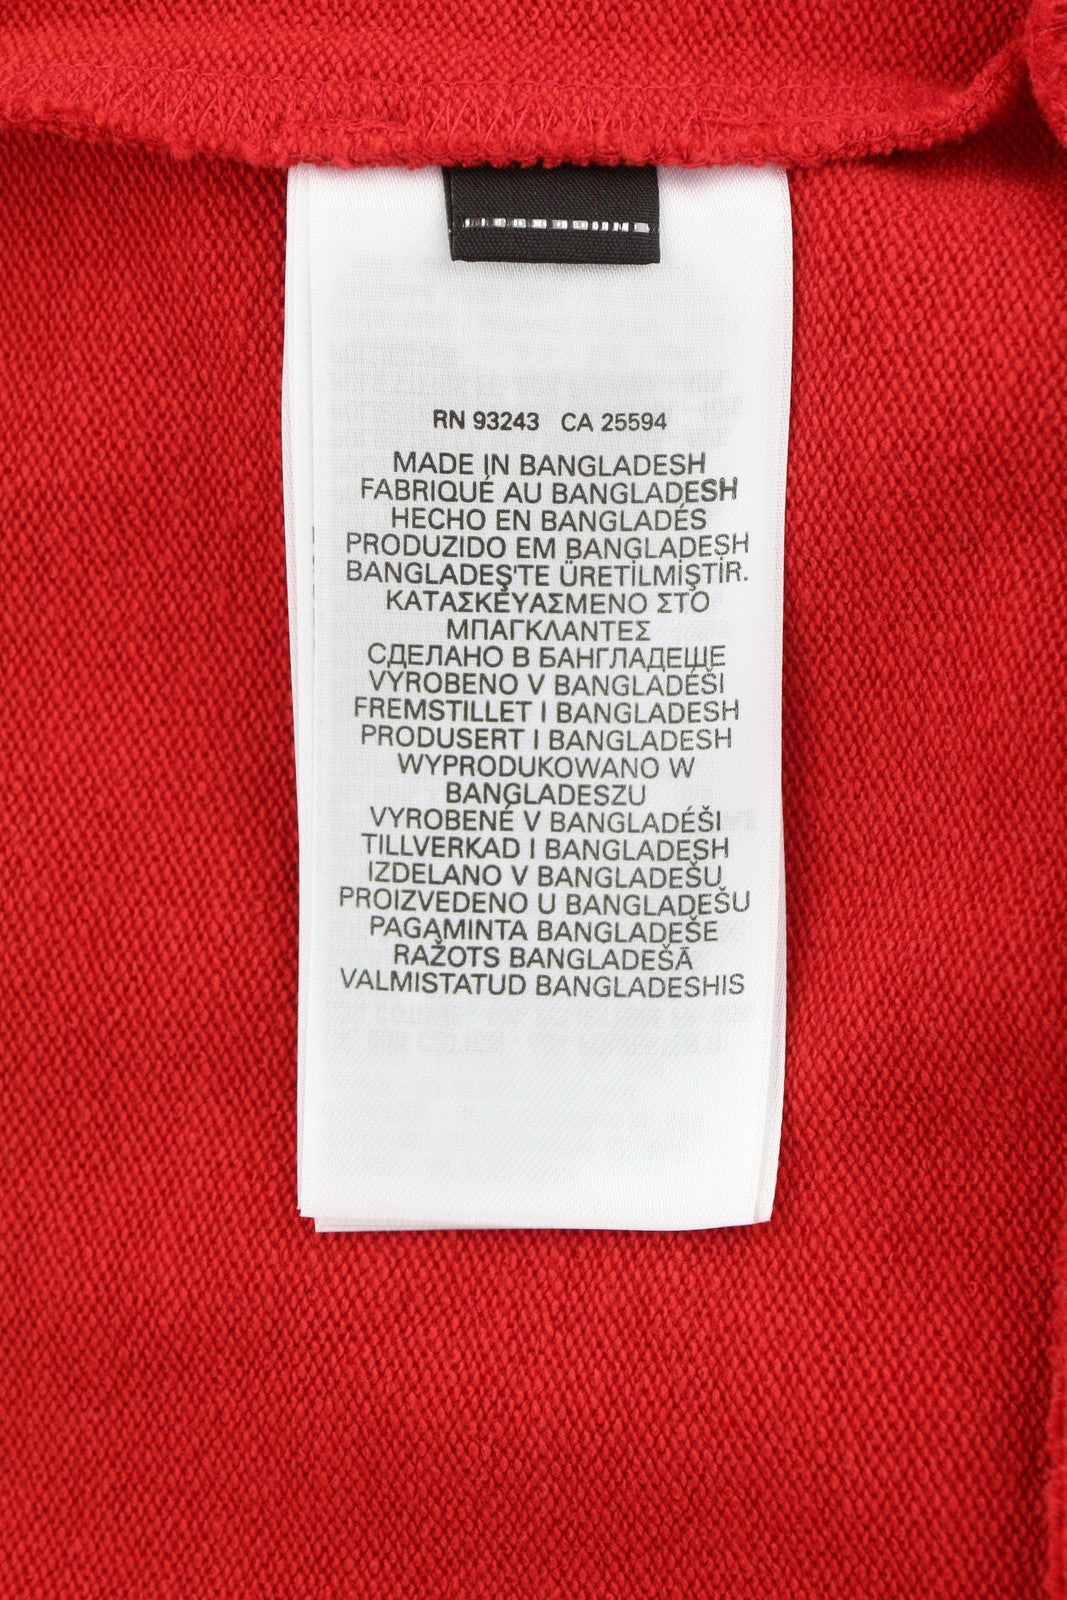 RN 93243 CA 25594
MADE IN BANGLADESH
FABRIQUÉ AU BANGLADESH
HECHO EN BANGLADÉS
PRODUZIDO EM BANGLADESH
BANGLADEŞ'TE ÜRETİLMİŞTİR.
ΚΑΤΑΣΚΕΥΑΣΜΕΝΟ ΣΤΟ
ΜΠΑΓΚΛΑΝΤΕΣ
СДЕЛАНО В БАНГЛАДЕШЕ
VYROBENO V BANGLADÉŠI
FREMSTILLET I BANGLADESH
PRODUSERT I BANGLADESH
WYPRODUKOWANO W
BANGLADESZU
VYROBENÉ V BANGLADÉŠI
TILLVERKAD I BANGLADESH
IZDELANO V BANGLADEŠU
PROIZVEDENO U BANGLADEŠU
PAGAMINTA BANGLADEŠE
RAŽOTS BANGLADEŠĀ
VALMISTATUD BANGLADESHIS